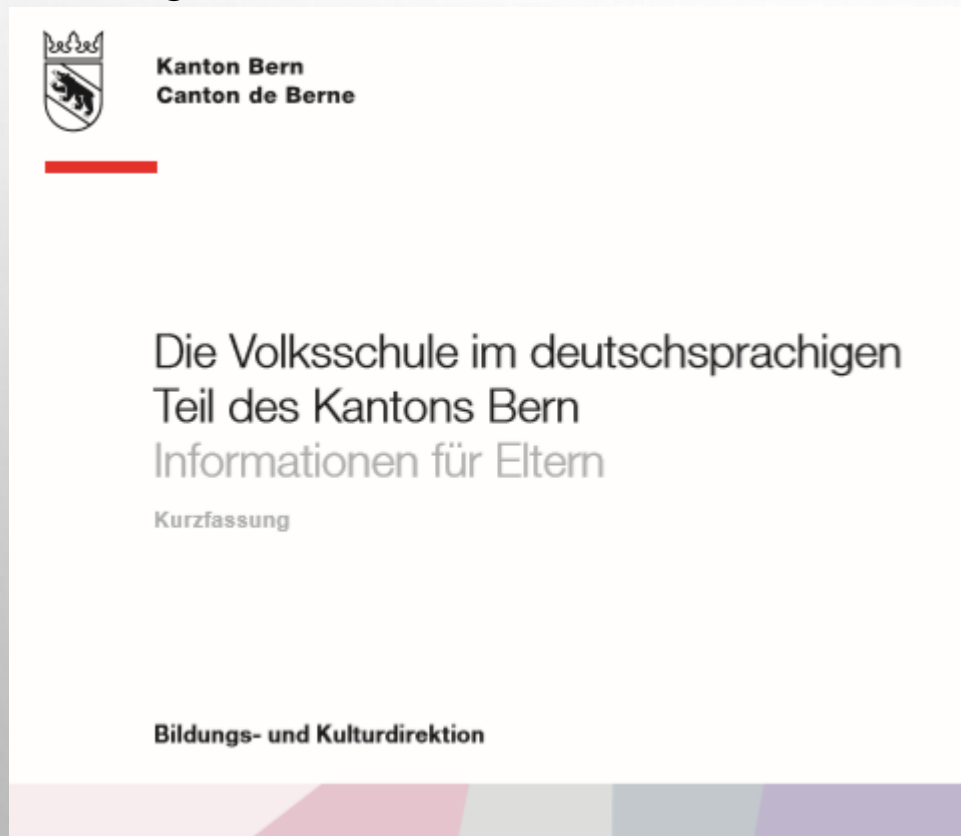 Kanton Bern
Canton de Berne
Die Volksschule im deutschsprachigen
Teil des Kantons Bern
Informationen für Eltern
Kurzfassung
Bildungs- und Kulturdirektion